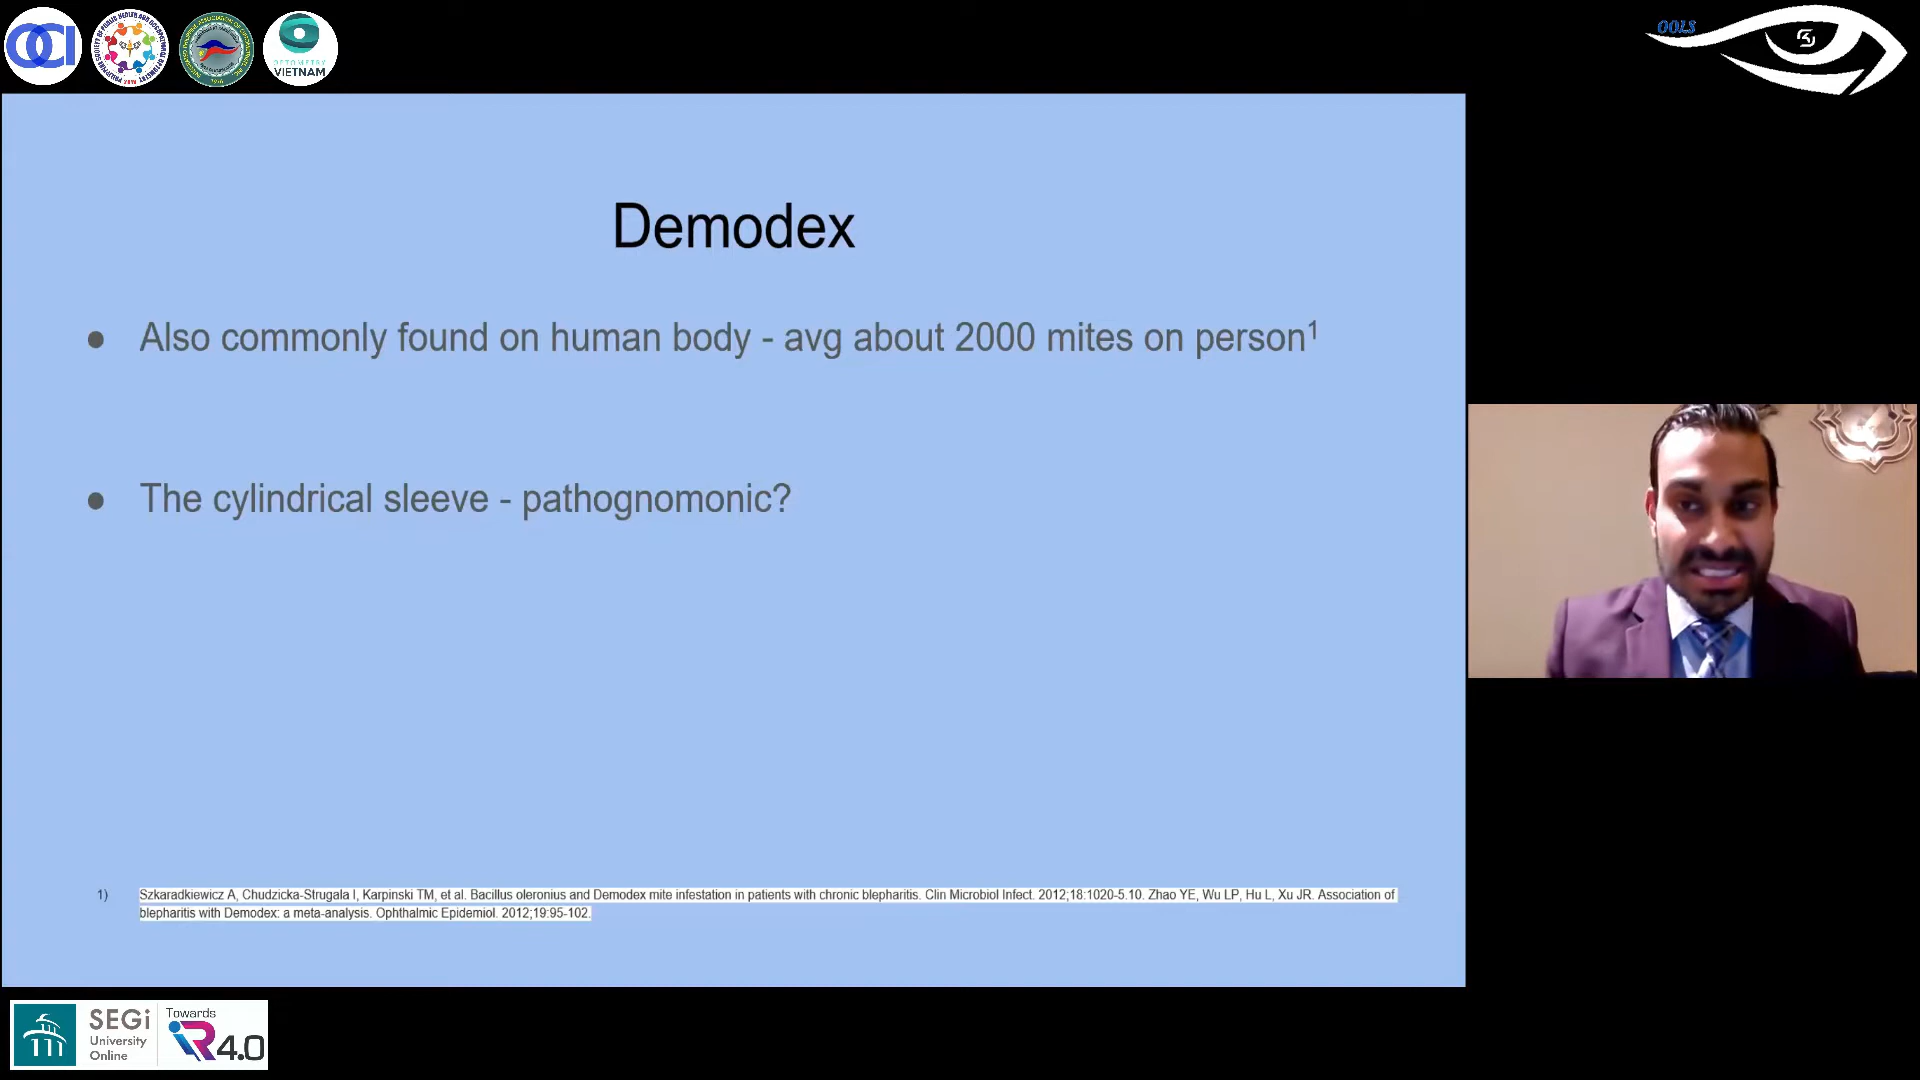 OCI
OPTOMETRY
VIETNAM
OOLS
Demodex
● Also commonly found on human body - avg about 2000 mites on person¹
● The cylindrical sleeve - pathognomonic?
1) Szkaradkiewicz A, Chudzicka-Strugala I, Karpinski TM, et al. Bacillus oleronius and Demodex mite infestation in patients with chronic blepharitis. Clin Microbiol Infect. 2012;18:1020-5.10. Zhao YE, Wu LP, Hu L, Xu JR. Association of
blepharitis with Demodex: a meta-analysis. Ophthalmic Epidemiol. 2012;19:95-102.
SEGi
University
Online
Towards
iR4.0